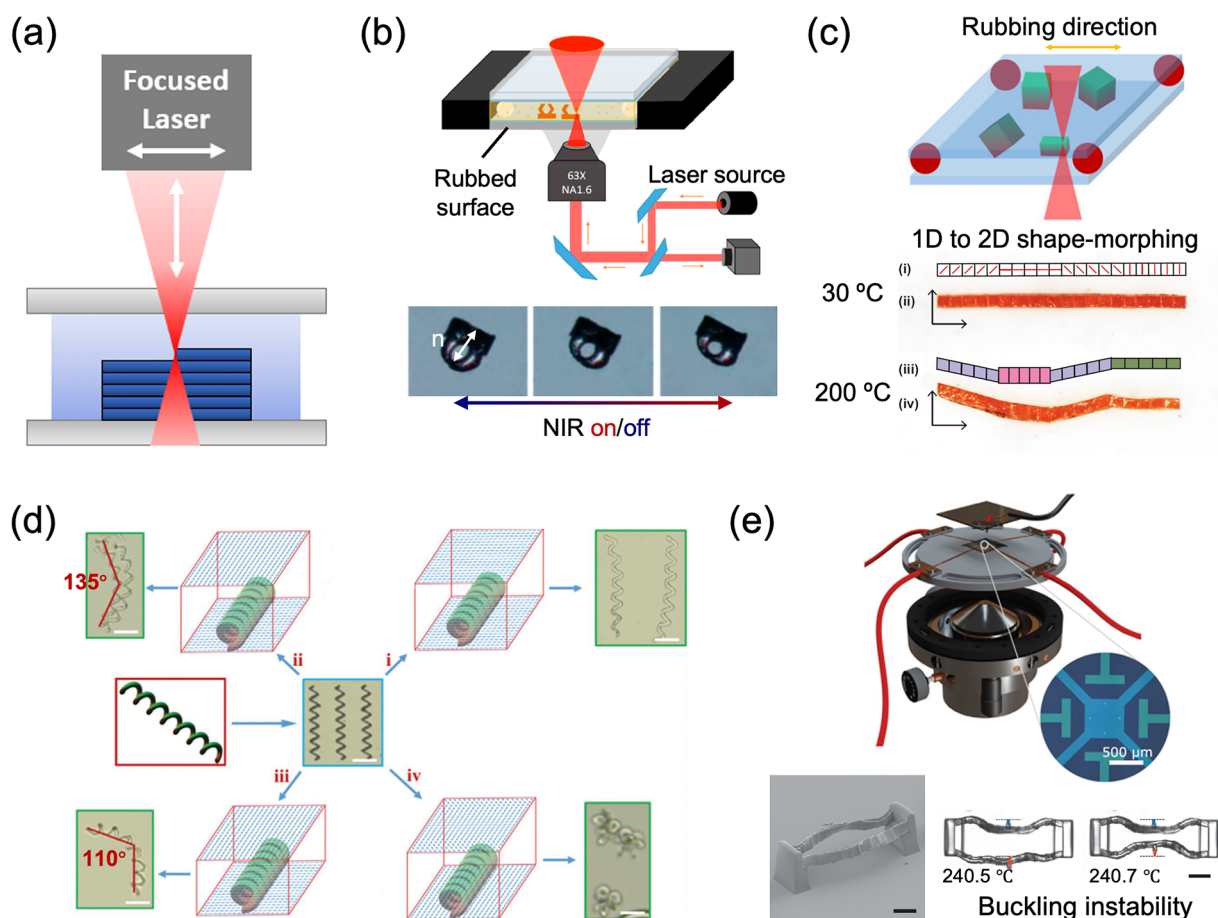 (a)
Focused
Laser
(b)
Rubbed
surface
63X
NA1.6
Laser source
n
NIR on/off
(c)
Rubbing direction
1D to 2D shape-morphing
30 ºC
(i)
(ii)
200 ºC
(iii)
(iv)
(d)
135°
ii
i
iii
iv
110°
(e)
500 µm
240.5 ℃
240.7 ℃
Buckling instability